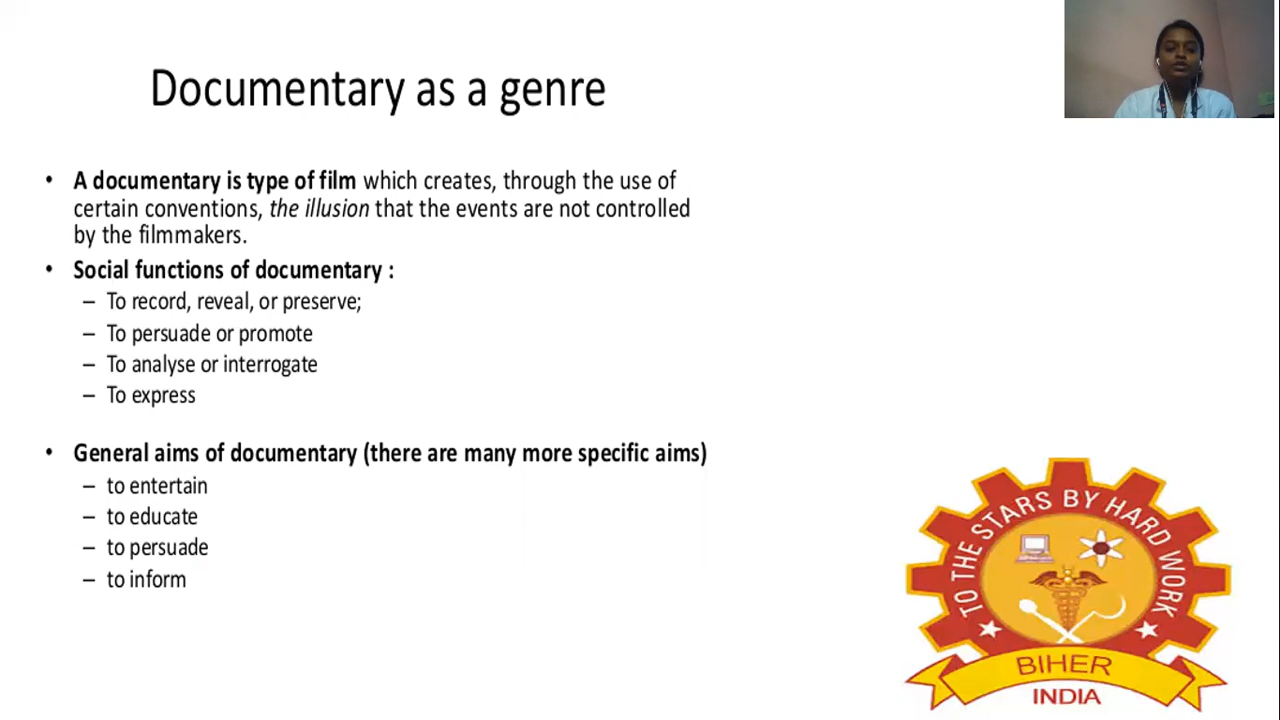 Documentary as a genre
• A documentary is type of film which creates, through the use of
certain conventions, the illusion that the events are not controlled
by the filmmakers.
• Social functions of documentary :
– To record, reveal, or preserve;
– To persuade or promote
– To analyse or interrogate
– To express
• General aims of documentary (there are many more specific aims)
– to entertain
– to educate
– to persuade
– to inform
TO THE STARS BY HARD WORK
BIHER
INDIA